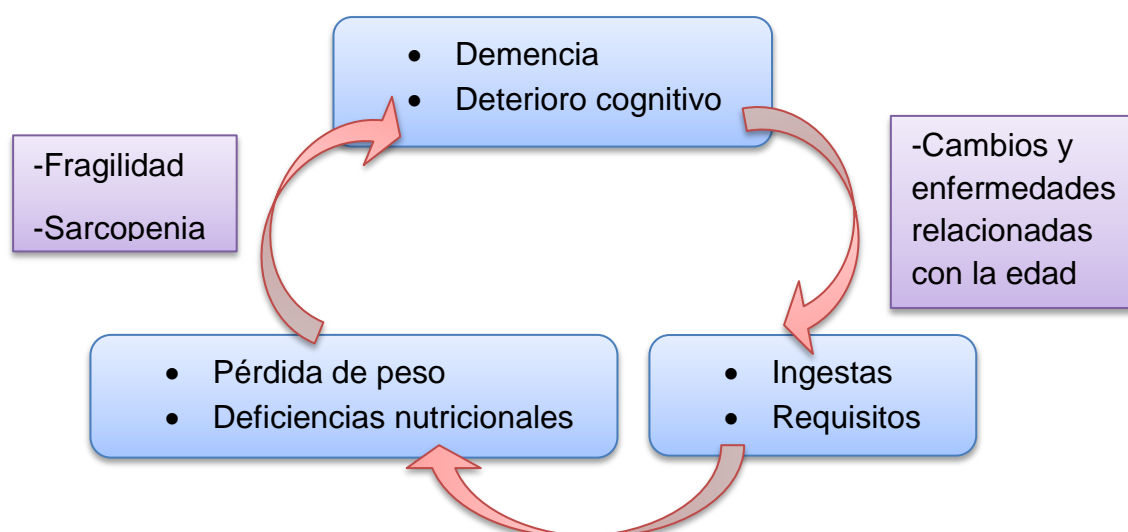 • Demencia
• Deterioro cognitivo
-Fragilidad
-Sarcopenia
-Cambios y
enfermedades
relacionadas
con la edad
• Pérdida de peso
• Deficiencias nutricionales
• Ingestas
• Requisitos